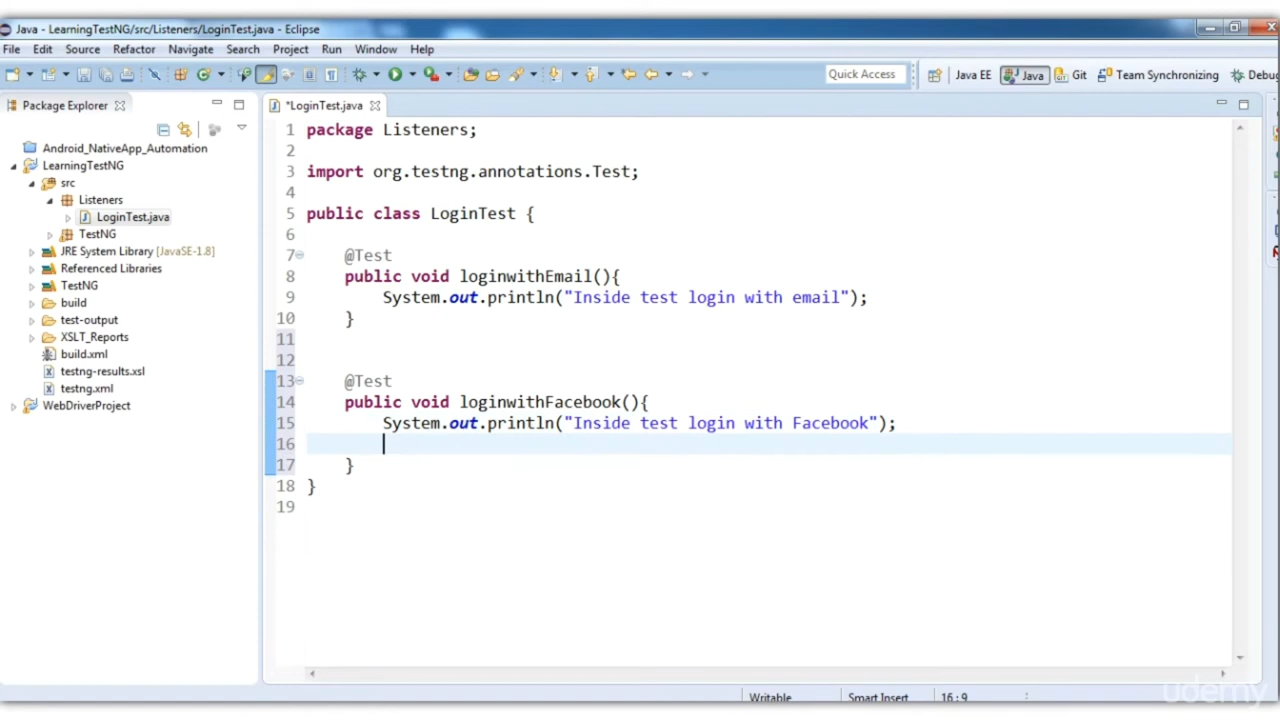 Java - LearningTestNG/src/Listeners/LoginTest.java - Eclipse
File Edit Source Refactor Navigate Search Project Run Window Help
Quick Access Java EE Java Git Team Synchronizing Debug
Package Explorer
*LoginTest.java
Android_NativeApp_Automation
LearningTestNG
src
Listeners
LoginTest.java
TestNG
JRE System Library [JavaSE-1.8]
Referenced Libraries
TestNG
build
test-output
XSLT_Reports
build.xml
testng-results.xsl
testng.xml
WebDriverProject
1 package Listeners;
2
3 import org.testng.annotations.Test;
4
5 public class LoginTest {
6
7 @Test
8 public void loginwithEmail(){
9 System.out.println("Inside test login with email");
10 }
11
12
13 @Test
14 public void loginwithFacebook(){
15 System.out.println("Inside test login with Facebook");
16
17 }
18 }
19
Writable Smart Insert 16:9
udemy